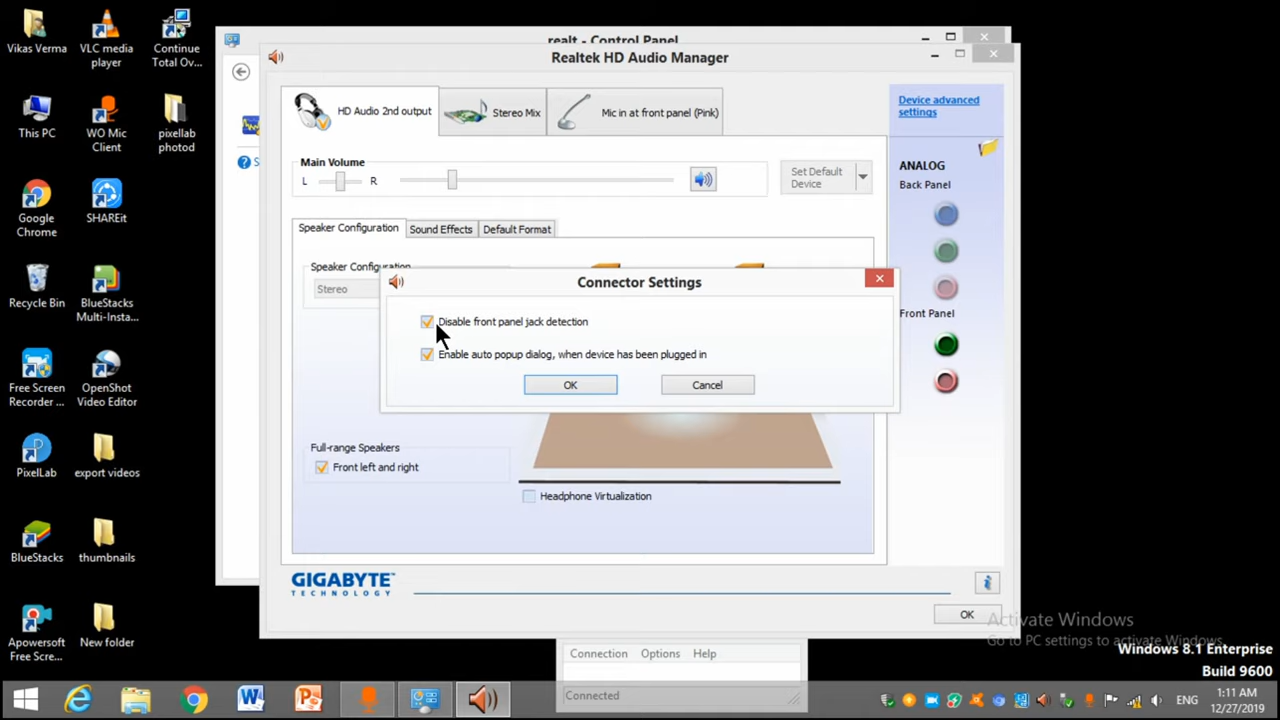 Vikas Verma
VLC media
player
Continue
Total Ov...
This PC
WO Mic
Client
pixellab
photod
Google
Chrome
SHAREit
Recycle Bin
BlueStacks
Multi-Insta...
Free Screen
Recorder ...
OpenShot
Video Editor
PixelLab
export videos
BlueStacks
thumbnails
Apowersoft
Free Scre...
New folder
realt - Control Panel
Realtek HD Audio Manager
HD Audio 2nd output
Stereo Mix
Mic in at front panel (Pink)
Device advanced
settings
Main Volume
L
R
Set Default
Device
ANALOG
Back Panel
Front Panel
Speaker Configuration
Sound Effects
Default Format
Speaker Configuration
Stereo
Connector Settings
Disable front panel jack detection
Enable auto popup dialog, when device has been plugged in
OK
Cancel
Full-range Speakers
Front left and right
Headphone Virtualization
GIGABYTE
TECHNOLOGY
OK
Activate Windows
Go to PC settings to activate Windows.
Windows 8.1 Enterprise
Build 9600
Connection Options Help
Connected
ENG
1:11 AM
12/27/2019